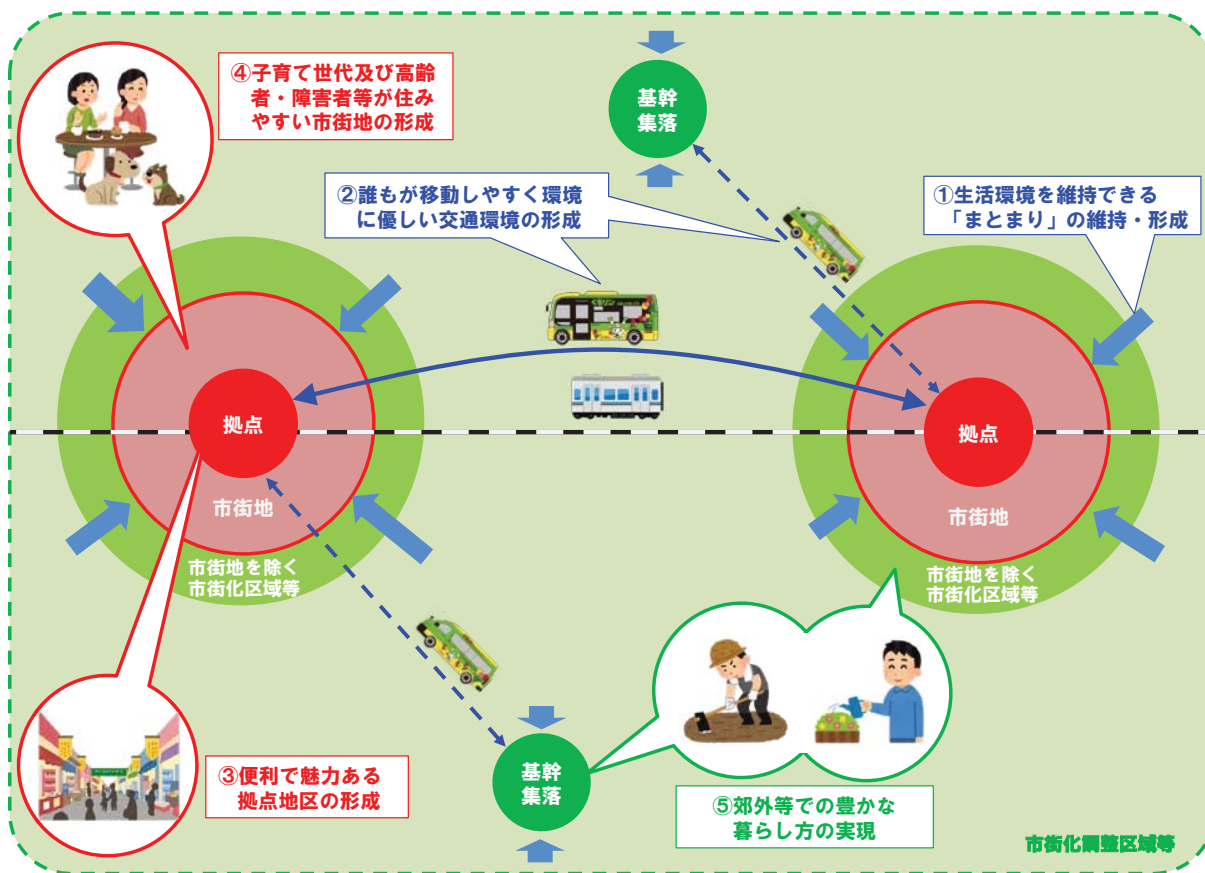 ④子育て世代及び高齢
者・障害者等が住み
やすい市街地の形成
基幹
集落
②誰もが移動しやすく環境
に優しい交通環境の形成
①生活環境を維持できる
「まとまり」の維持・形成
拠点
市街地
市街地を除く
市街化区域等
拠点
市街地
市街地を除く
市街化区域等
③便利で魅力ある
拠点地区の形成
基幹
集落
⑤郊外等での豊かな
暮らし方の実現
市街化調整区域等